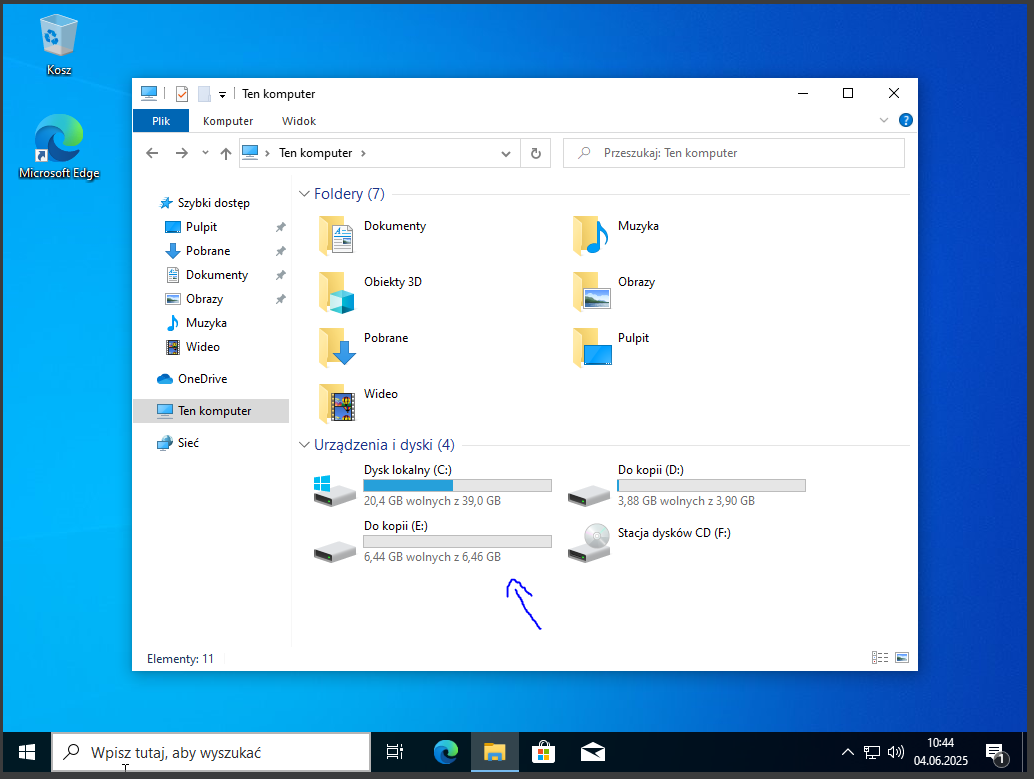 Kosz
Microsoft Edge
Ten komputer
Plik Komputer Widok
Ten komputer
Przeszukaj: Ten komputer
Szybki dostęp
Pulpit
Pobrane
Dokumenty
Obrazy
Muzyka
Wideo
OneDrive
Ten komputer
Sieć
Foldery (7)
Dokumenty
Muzyka
Obiekty 3D
Obrazy
Pobrane
Pulpit
Wideo
Urządzenia i dyski (4)
Dysk lokalny (C:)
20,4 GB wolnych z 39,0 GB
Do kopii (D:)
3,88 GB wolnych z 3,90 GB
Do kopii (E:)
6,44 GB wolnych z 6,46 GB
Stacja dysków CD (F:)
Elementy: 11
Wpisz tutaj, aby wyszukać
10:44
04.06.2025
1